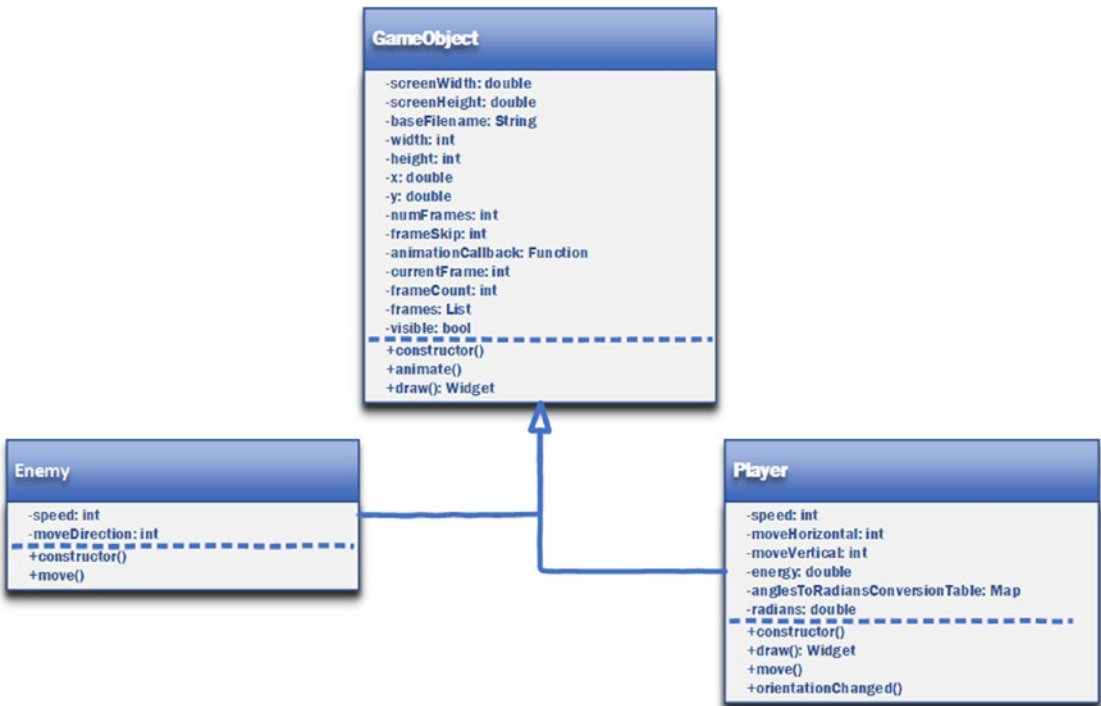 GameObject
-screenWidth: double
-screenHeight: double
-baseFilename: String
-width: int
-height: int
-x: double
-y: double
-numFrames: int
-frameSkip: int
-animationCallback: Function
-currentFrame: int
-frameCount: int
-frames: List
-visible: bool
+constructor()
+animate()
+draw(): Widget
Enemy
-speed: int
-moveDirection: int
+constructor()
+move()
Player
-speed: int
-moveHorizontal: int
-moveVertical: int
-energy: double
-anglesToRadiansConversionTable: Map
-radians: double
+constructor()
+draw(): Widget
+move()
+orientationChanged()